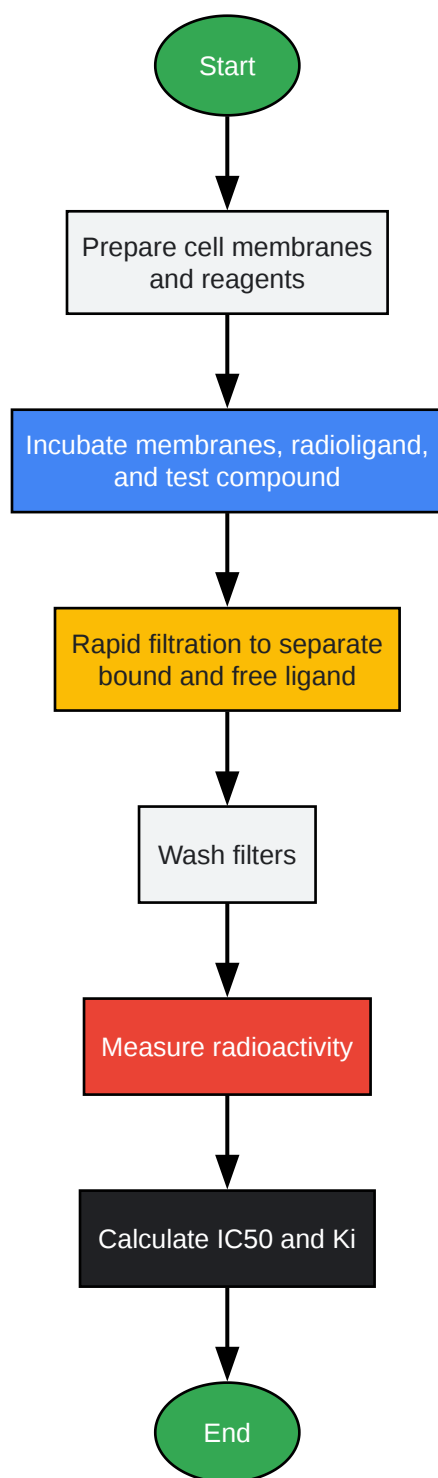 Start
Prepare cell membranes
and reagents
Incubate membranes, radioligand,
and test compound
Rapid filtration to separate
bound and free ligand
Wash filters
Measure radioactivity
Calculate IC50 and Ki
End